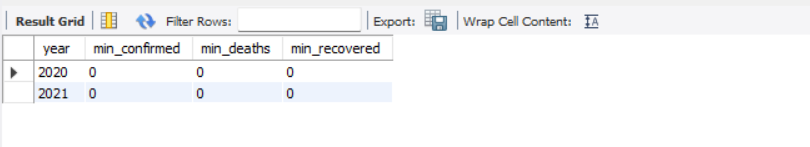 Result Grid Filter Rows: Export: Wrap Cell Content: IA
year min_confirmed min_deaths min_recovered
2020 0 0 0
2021 0 0 0